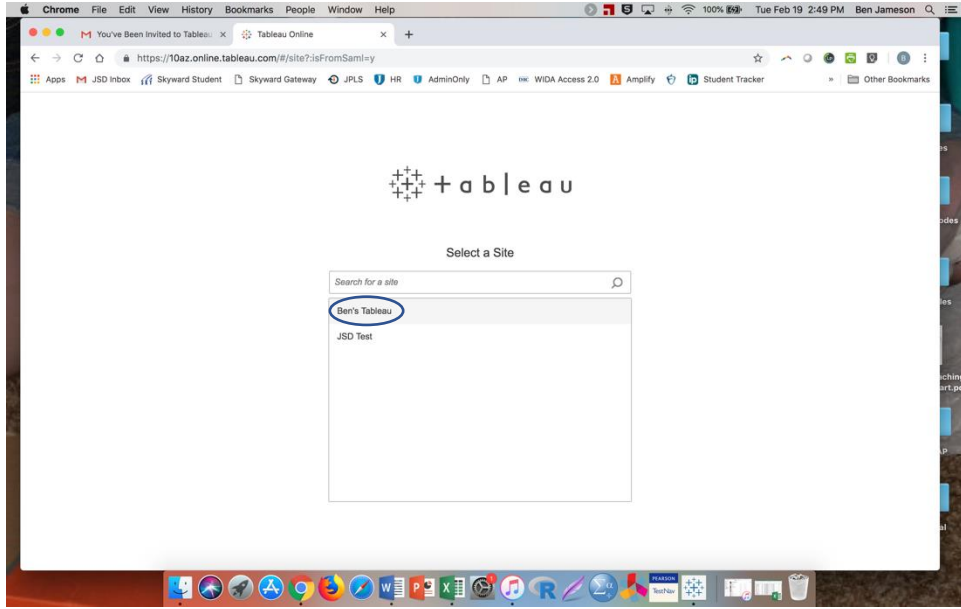 Chrome File Edit View History Bookmarks People Window Help 100% Tue Feb 19 2:49 PM Ben Jameson
You've Been Invited to Tableau Tableau Online
https://10az.online.tableau.com/#/site?:isFromSaml=y
Apps JSD Inbox Skyward Student Skyward Gateway JPLS HR AdminOnly AP WIDA Access 2.0 Amplify Student Tracker » Other Bookmarks
+ableau
Select a Site
Search for a site
Ben's Tableau
JSD Test
PEARSON
TestNav